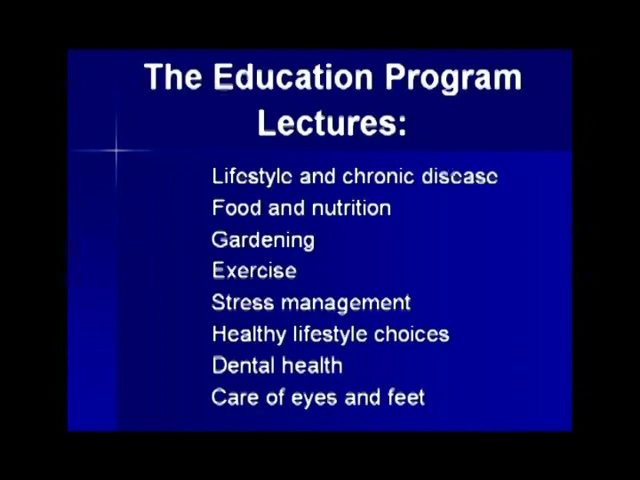 The Education Program
Lectures:
Lifestyle and chronic disease
Food and nutrition
Gardening
Exercise
Stress management
Healthy lifestyle choices
Dental health
Care of eyes and feet